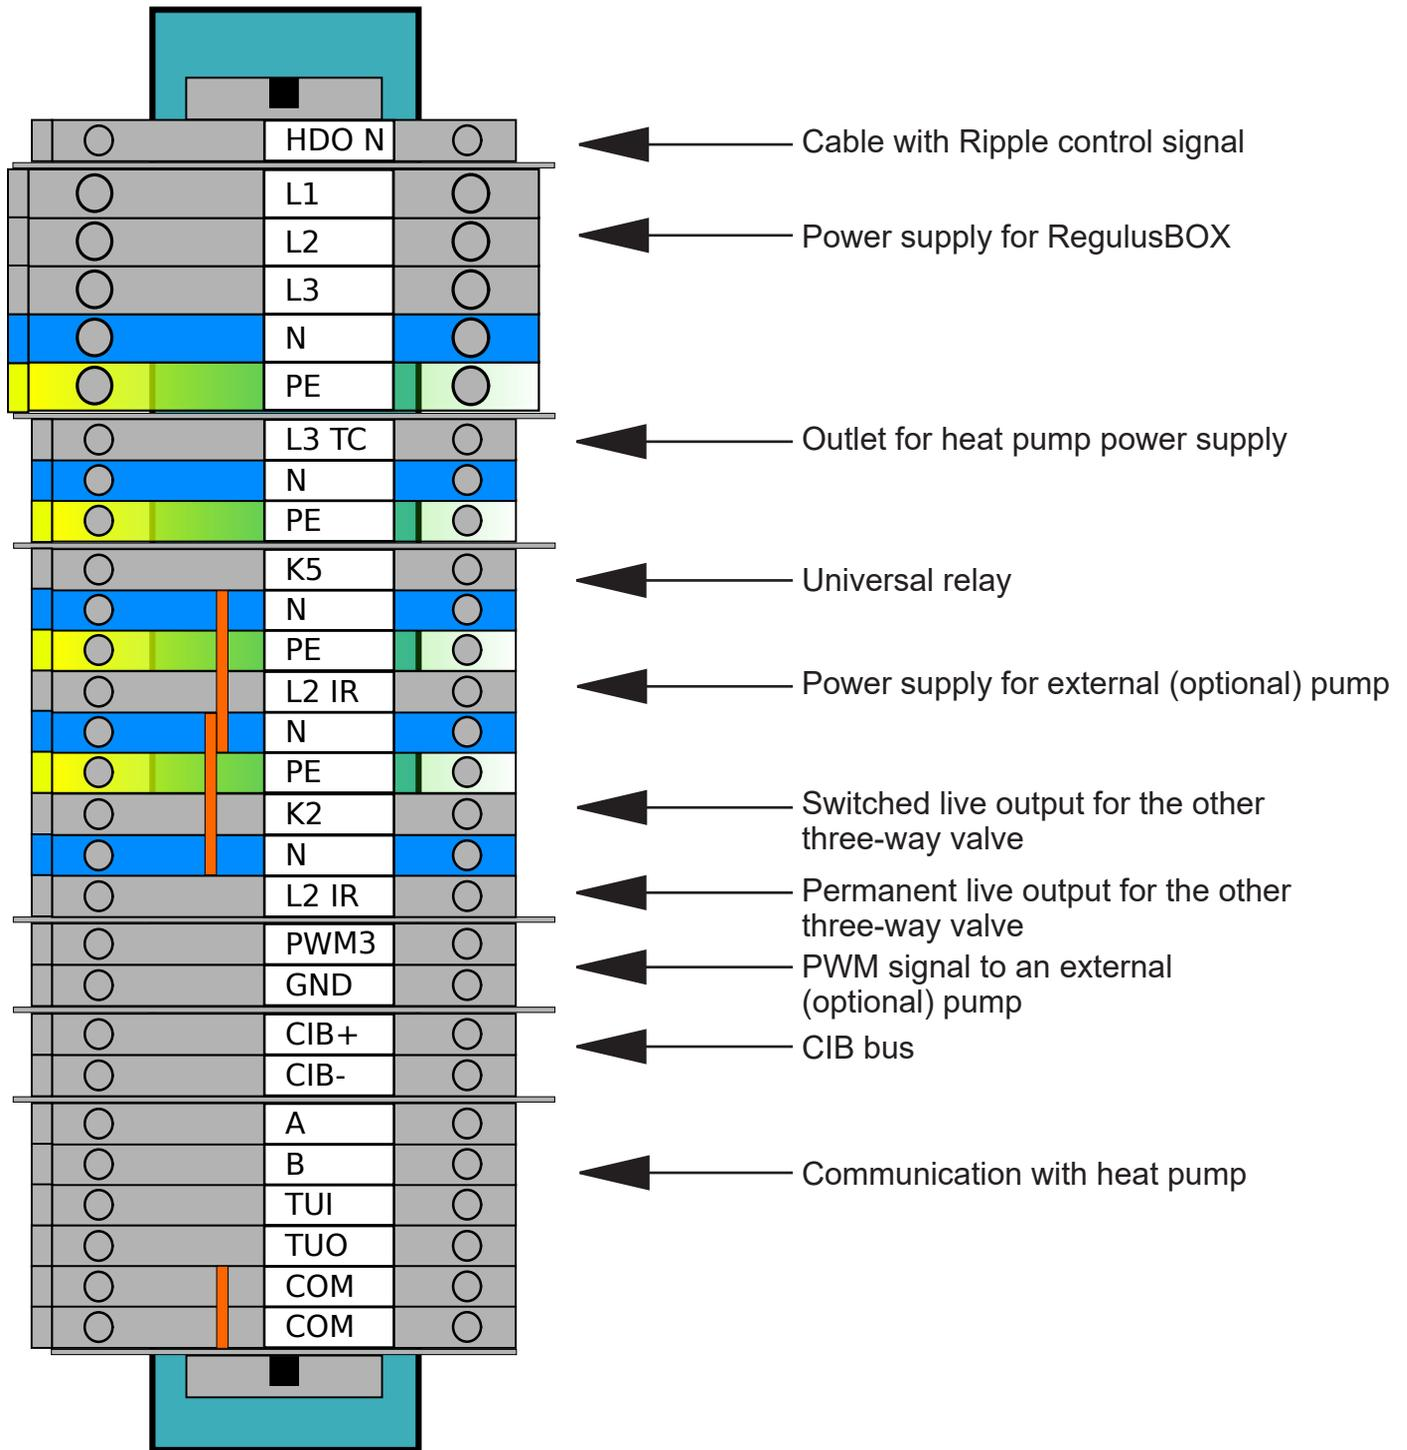 HDO N
Cable with Ripple control signal
L1
L2
Power supply for RegulusBOX
L3
N
PE
L3 TC
Outlet for heat pump power supply
N
PE
K5
Universal relay
N
PE
L2 IR
Power supply for external (optional) pump
N
PE
K2
Switched live output for the other
three-way valve
N
L2 IR
Permanent live output for the other
three-way valve
PWM3
GND
PWM signal to an external
(optional) pump
CIB+
CIB bus
CIB-
A
B
Communication with heat pump
TUI
TUO
COM
COM